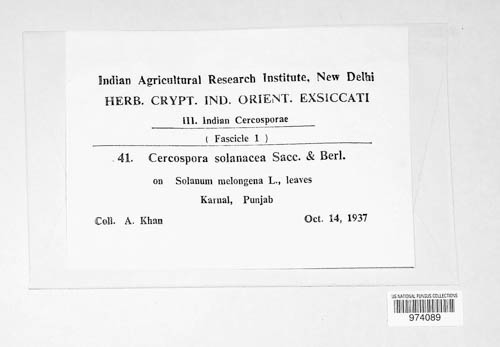 Indian Agricultural Research Institute, New Delhi
HERB. CRYPT. IND. ORIENT. EXSICCATI
III. Indian Cercosporae
( Fascicle 1 )
41. Cercospora solanacea Sacc. & Berl.
on Solanum melongena L., leaves
Karnal, Punjab
Coll. A. Khan Oct. 14, 1937
US NATIONAL FUNGUS COLLECTIONS
974089